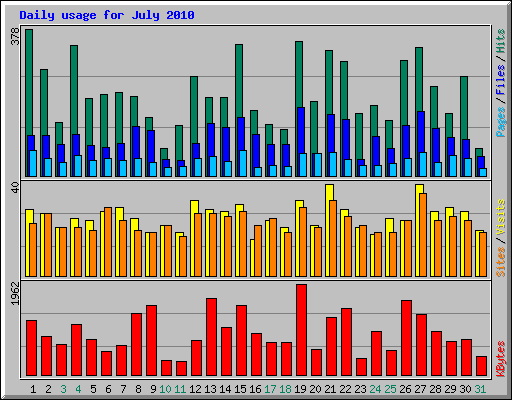 Daily usage for July 2010
378
Pages / Files / Hits
40
Sites / Visits
1962
KBytes
1 2 3 4 5 6 7 8 9 10 11 12 13 14 15 16 17 18 19 20 21 22 23 24 25 26 27 28 29 30 31